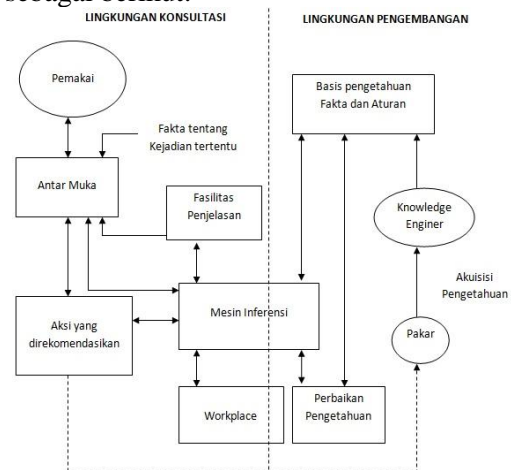 sebagai berikut:
LINGKUNGAN KONSULTASI
LINGKUNGAN PENGEMBANGAN
Pemakai
Basis pengetahuan
Fakta dan Aturan
Fakta tentang
Kejadian tertentu
Antar Muka
Fasilitas
Penjelasan
Knowledge
Enginer
Akuisisi
Pengetahuan
Mesin Inferensi
Aksi yang
direkomendasikan
Pakar
Workplace
Perbaikan
Pengetahuan